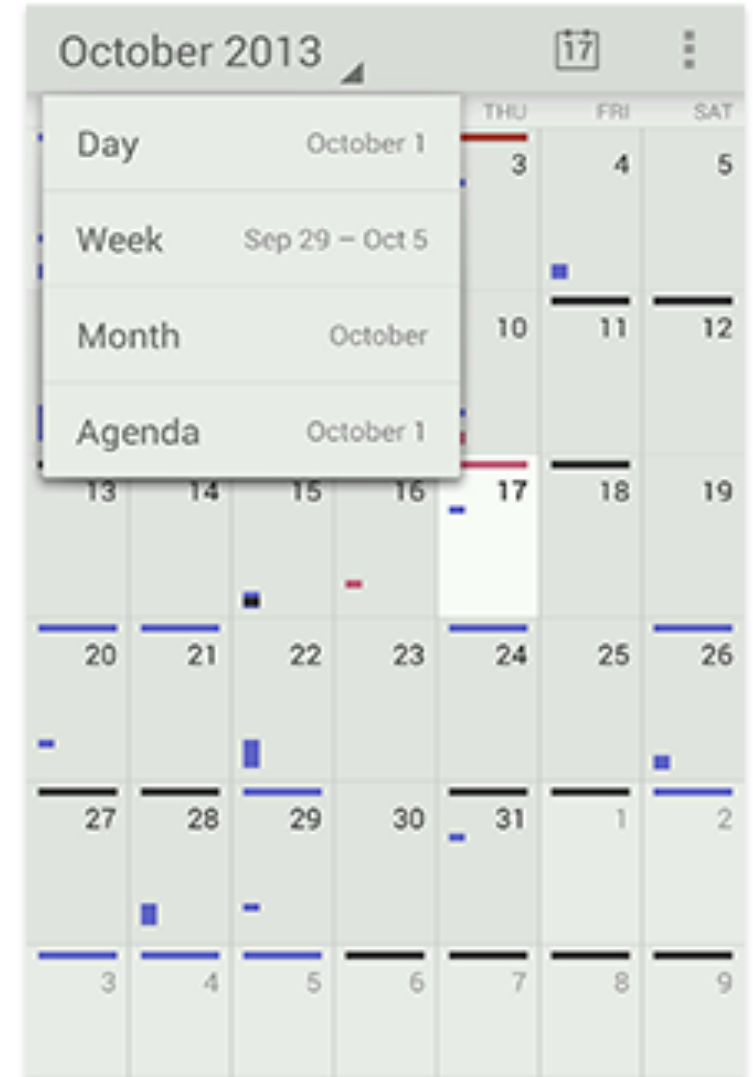 October 2013 17
THU FRI SAT
Day October 1
3 4 5
Week Sep 29 – Oct 5
Month October
10 11 12
Agenda October 1
13 14 15 16 17 18 19
20 21 22 23 24 25 26
27 28 29 30 31 1 2
3 4 5 6 7 8 9